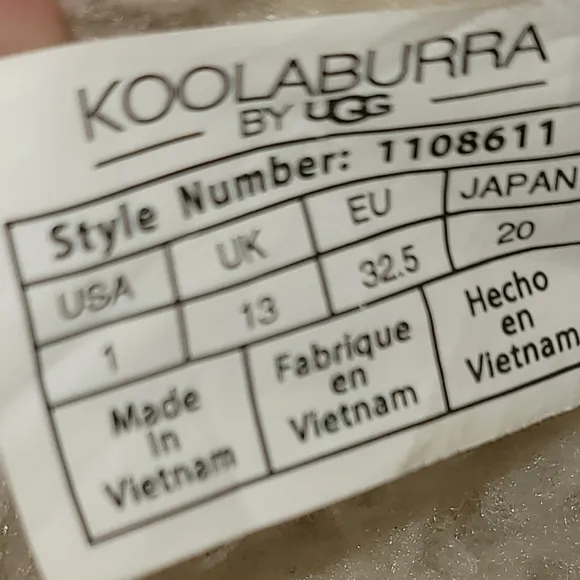 KOOLABURRA
BY UGG
Style Number: 1108611
USA UK EU JAPAN
1 13 32.5 20
Made in Vietnam
Fabrique en Vietnam
Hecho en Vietnam